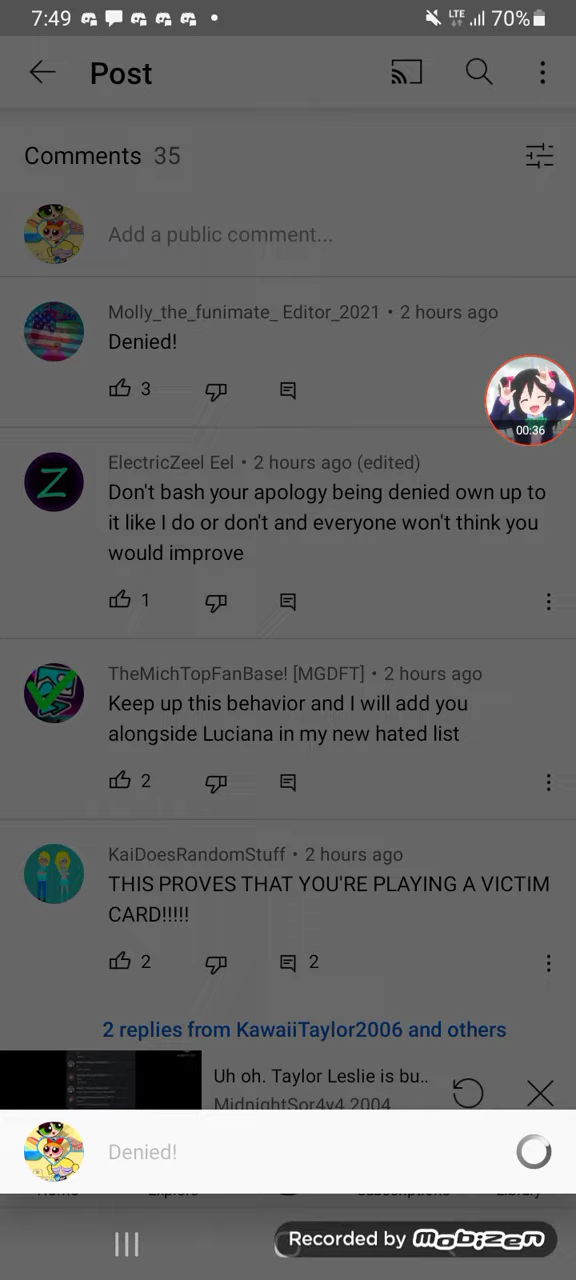 7:49 LTE 70%
Post
Comments 35
Add a public comment...
Molly_the_funimate_ Editor_2021 • 2 hours ago
Denied!
3
00:36
ElectricZeel Eel • 2 hours ago (edited)
Don't bash your apology being denied own up to
it like I do or don't and everyone won't think you
would improve
1
TheMichTopFanBase! [MGDFT] • 2 hours ago
Keep up this behavior and I will add you
alongside Luciana in my new hated list
2
KaiDoesRandomStuff • 2 hours ago
THIS PROVES THAT YOU'RE PLAYING A VICTIM
CARD!!!!!
2 2
2 replies from KawaiiTaylor2006 and others
Uh oh. Taylor Leslie is bu..
MidnightSor4y4 2004
Denied!
Recorded by mobizen